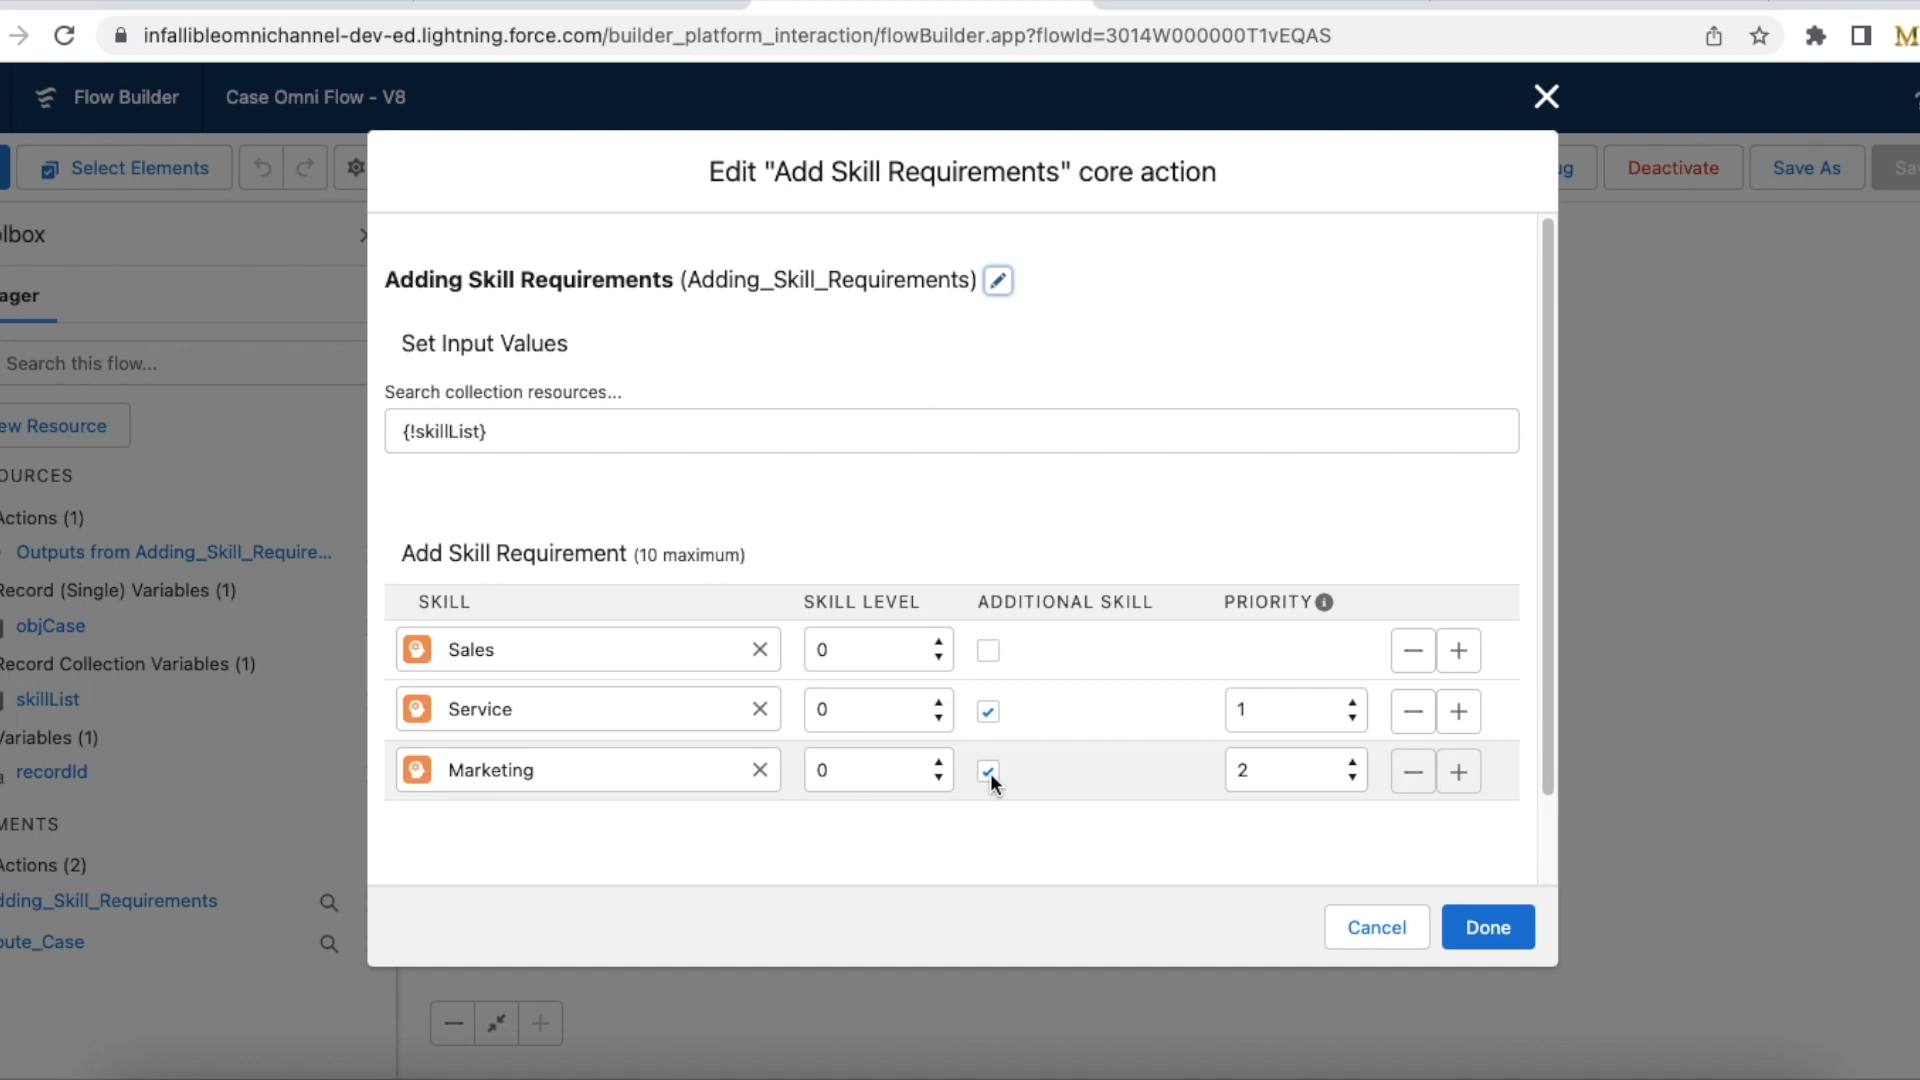 infallibleomnichannel-dev-ed.lightning.force.com/builder_platform_interaction/flowBuilder.app?flowId=3014W000000T1vEQAS
M
Flow Builder
Case Omni Flow - V8
Select Elements
ug
Deactivate
Save As
Sa
Edit "Add Skill Requirements" core action
lbox
ager
Search this flow...
ew Resource
OURCES
Actions (1)
Outputs from Adding_Skill_Require...
Record (Single) Variables (1)
objCase
Record Collection Variables (1)
skillList
Variables (1)
recordId
MENTS
Actions (2)
dding_Skill_Requirements
oute_Case
Adding Skill Requirements (Adding_Skill_Requirements)
Set Input Values
Search collection resources...
{!skillList}
Add Skill Requirement (10 maximum)
SKILL SKILL LEVEL ADDITIONAL SKILL PRIORITY
Sales 0
Service 0 1
Marketing 0 2
Cancel
Done